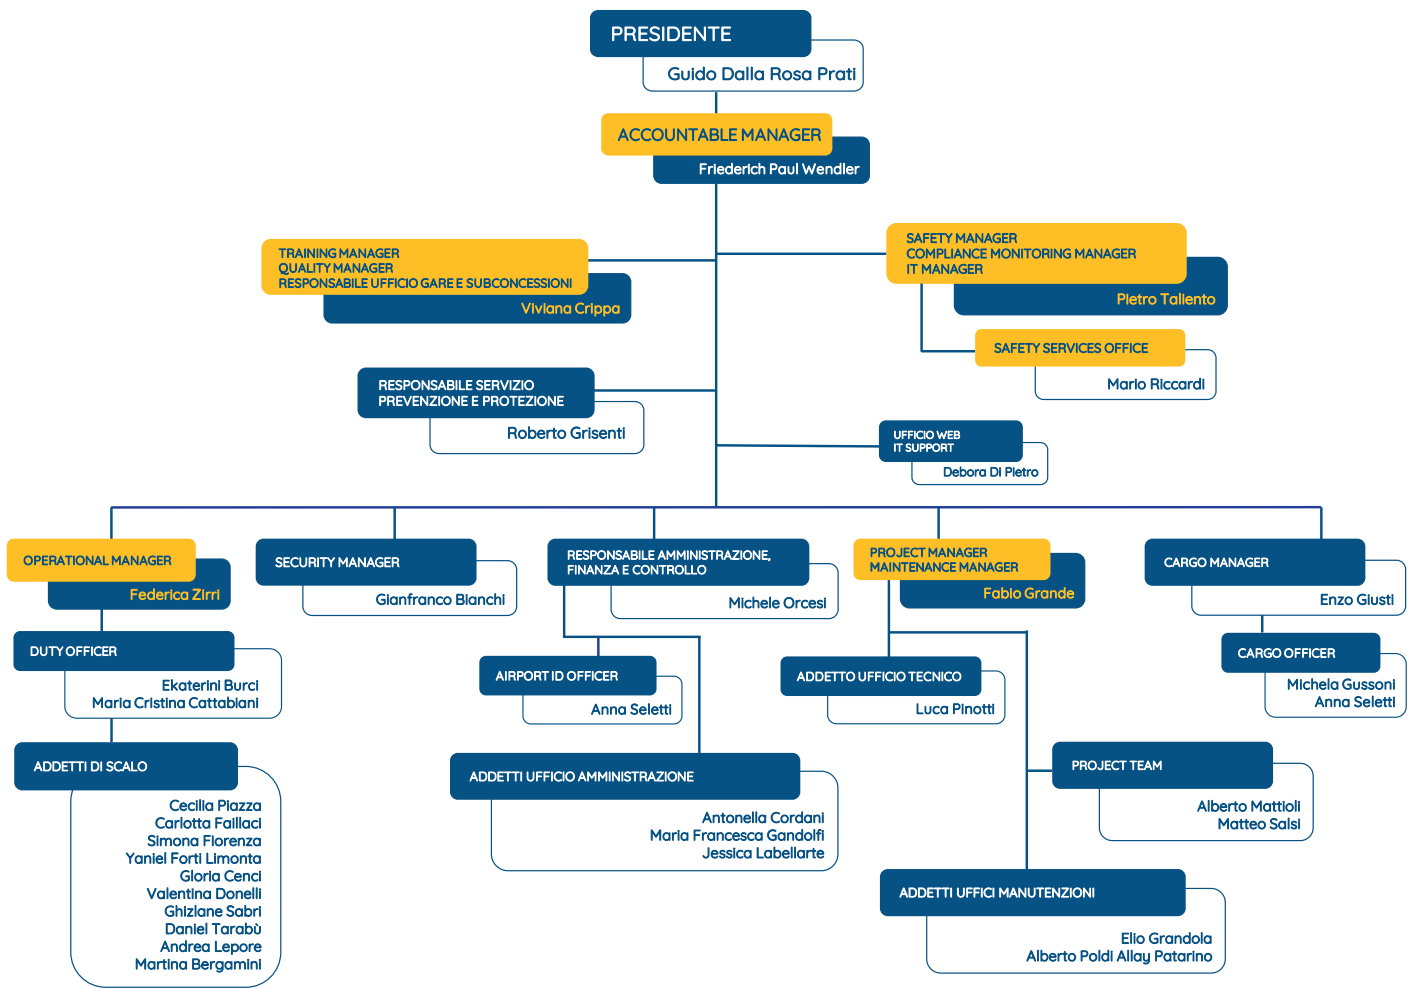 PRESIDENTE
Guido Dalla Rosa Prati
ACCOUNTABLE MANAGER
Friederich Paul Wendler
TRAINING MANAGER
QUALITY MANAGER
RESPONSABILE UFFICIO GARE E SUBCONCESSIONI
Viviana Crippa
SAFETY MANAGER
COMPLIANCE MONITORING MANAGER
IT MANAGER
Pietro Taliento
SAFETY SERVICES OFFICE
Mario Riccardi
RESPONSABILE SERVIZIO
PREVENZIONE E PROTEZIONE
Roberto Grisenti
UFFICIO WEB
IT SUPPORT
Debora Di Pietro
OPERATIONAL MANAGER
Federica Zirri
SECURITY MANAGER
Gianfranco Bianchi
RESPONSABILE AMMINISTRAZIONE,
FINANZA E CONTROLLO
Michele Orcesi
PROJECT MANAGER
MAINTENANCE MANAGER
Fabio Grande
CARGO MANAGER
Enzo Giusti
DUTY OFFICER
Ekaterini Burci
Maria Cristina Cattabiani
AIRPORT ID OFFICER
Anna Seletti
ADDETTO UFFICIO TECNICO
Luca Pinotti
CARGO OFFICER
Michela Gussoni
Anna Seletti
ADDETTI DI SCALO
Cecilia Piazza
Carlotta Faillaci
Simona Fiorenza
Yaniel Forti Limonta
Gloria Cenci
Valentina Donelli
Ghiziane Sabri
Daniel Tarabù
Andrea Lepore
Martina Bergamini
ADDETTI UFFICIO AMMINISTRAZIONE
Antonella Cordani
Maria Francesca Gandolfi
Jessica Labellarte
PROJECT TEAM
Alberto Mattioli
Matteo Salsi
ADDETTI UFFICI MANUTENZIONI
Elio Grandola
Alberto Poldi Allay Patarino